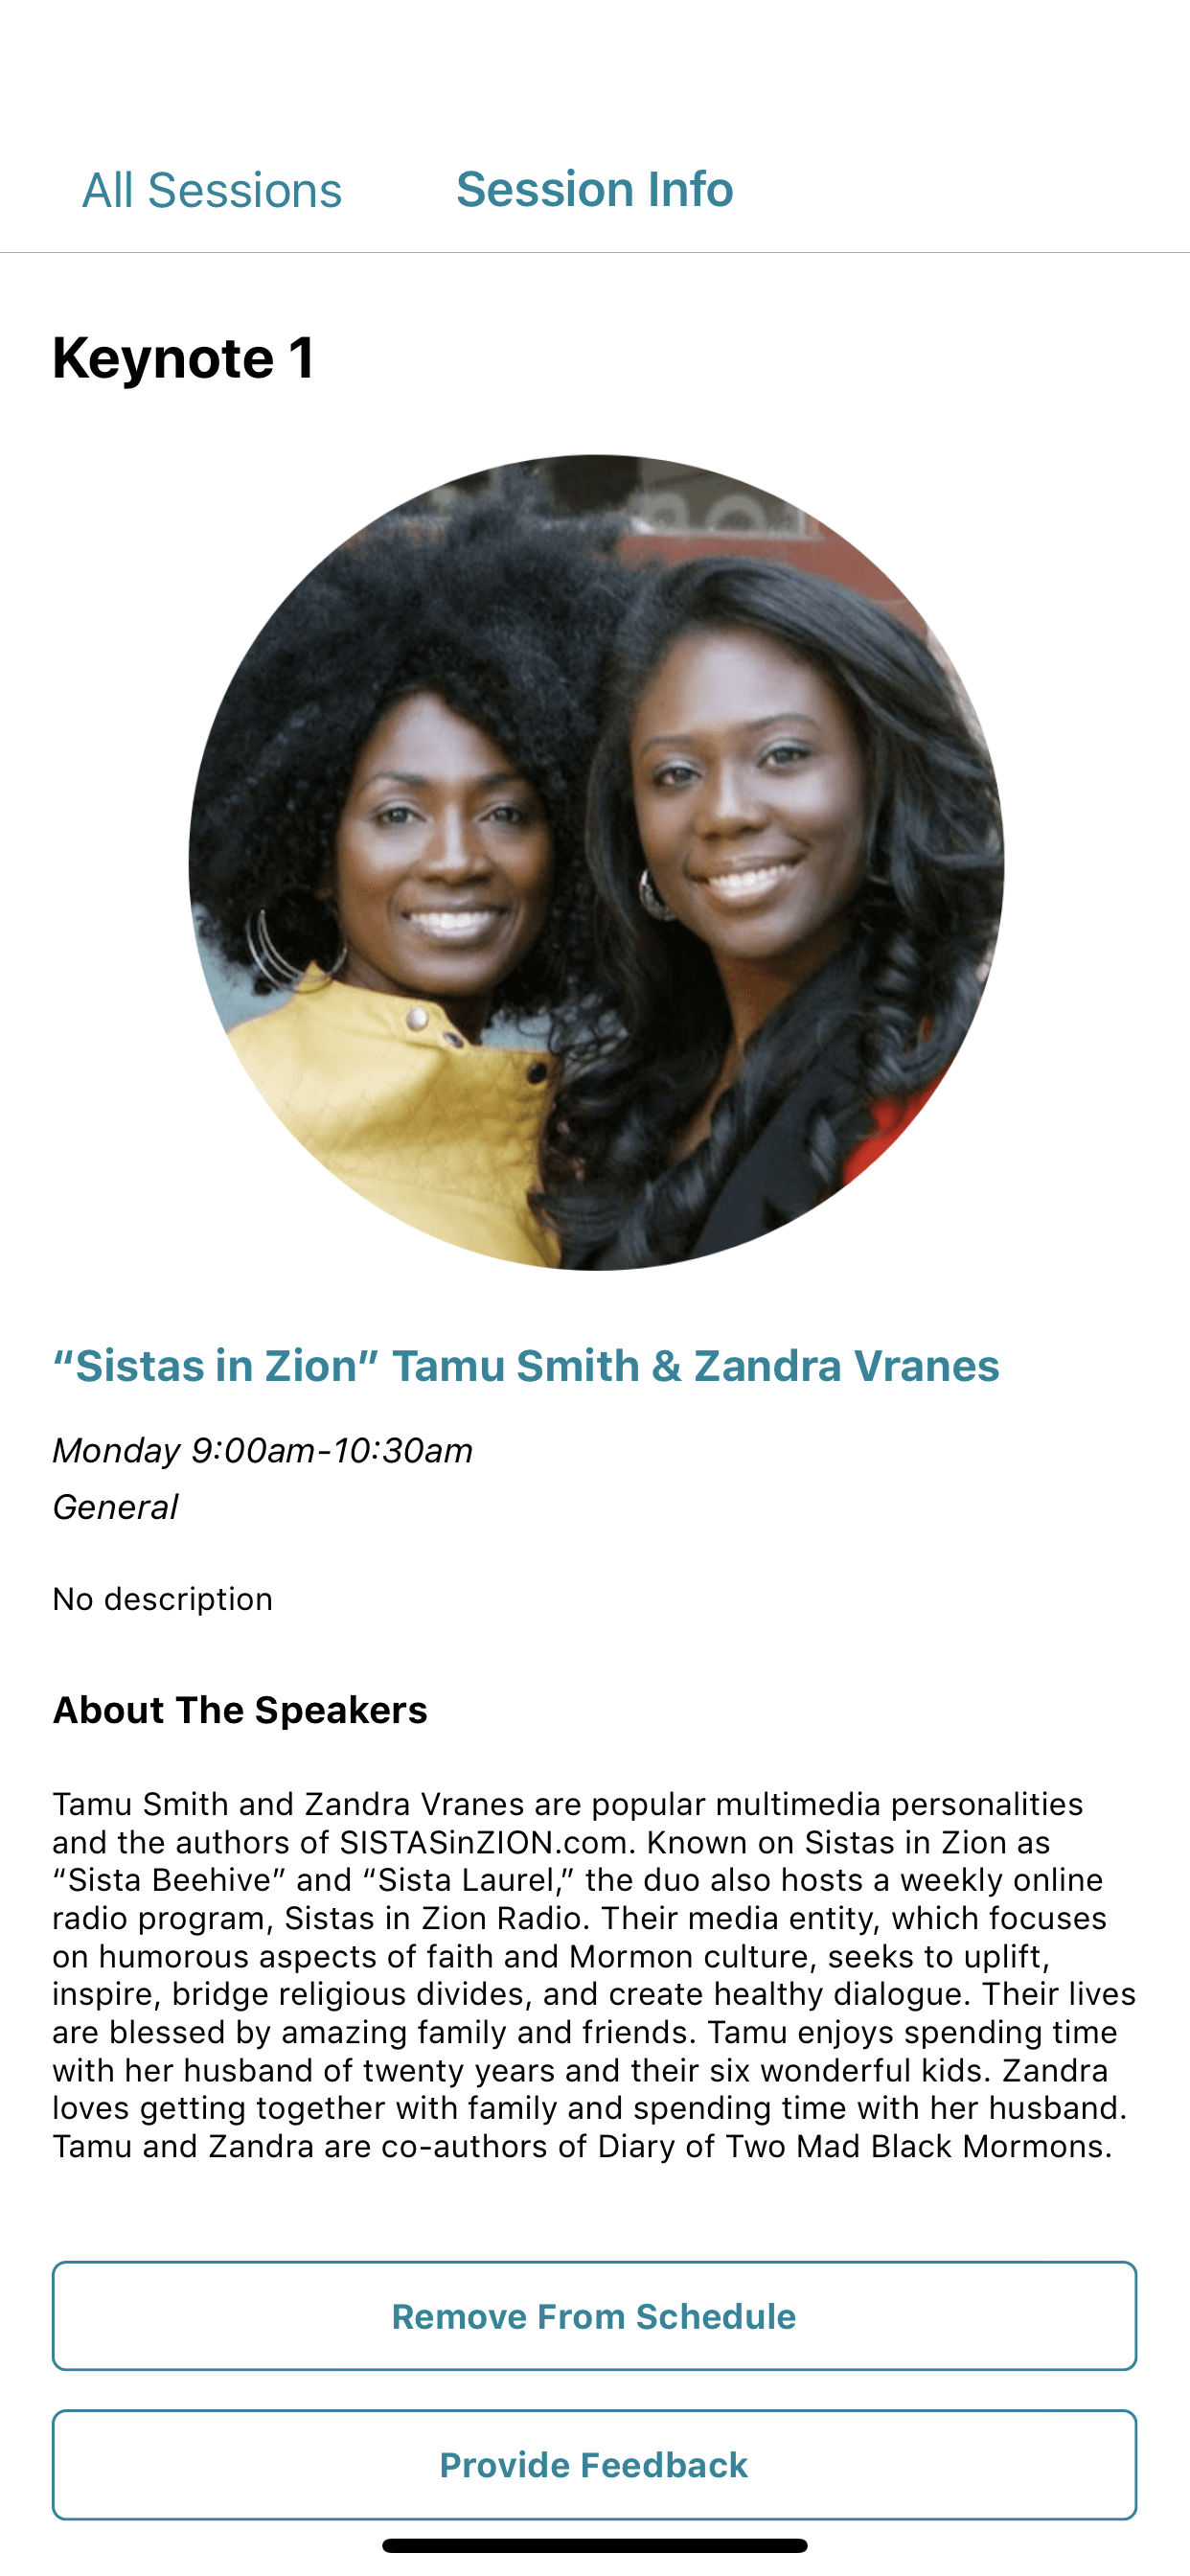 All Sessions
Session Info
Keynote 1
“Sistas in Zion” Tamu Smith & Zandra Vranes
Monday 9:00am-10:30am
General
No description
About The Speakers
Tamu Smith and Zandra Vranes are popular multimedia personalities
and the authors of SISTASinZION.com. Known on Sistas in Zion as
“Sista Beehive” and “Sista Laurel,” the duo also hosts a weekly online
radio program, Sistas in Zion Radio. Their media entity, which focuses
on humorous aspects of faith and Mormon culture, seeks to uplift,
inspire, bridge religious divides, and create healthy dialogue. Their lives
are blessed by amazing family and friends. Tamu enjoys spending time
with her husband of twenty years and their six wonderful kids. Zandra
loves getting together with family and spending time with her husband.
Tamu and Zandra are co-authors of Diary of Two Mad Black Mormons.
Remove From Schedule
Provide Feedback